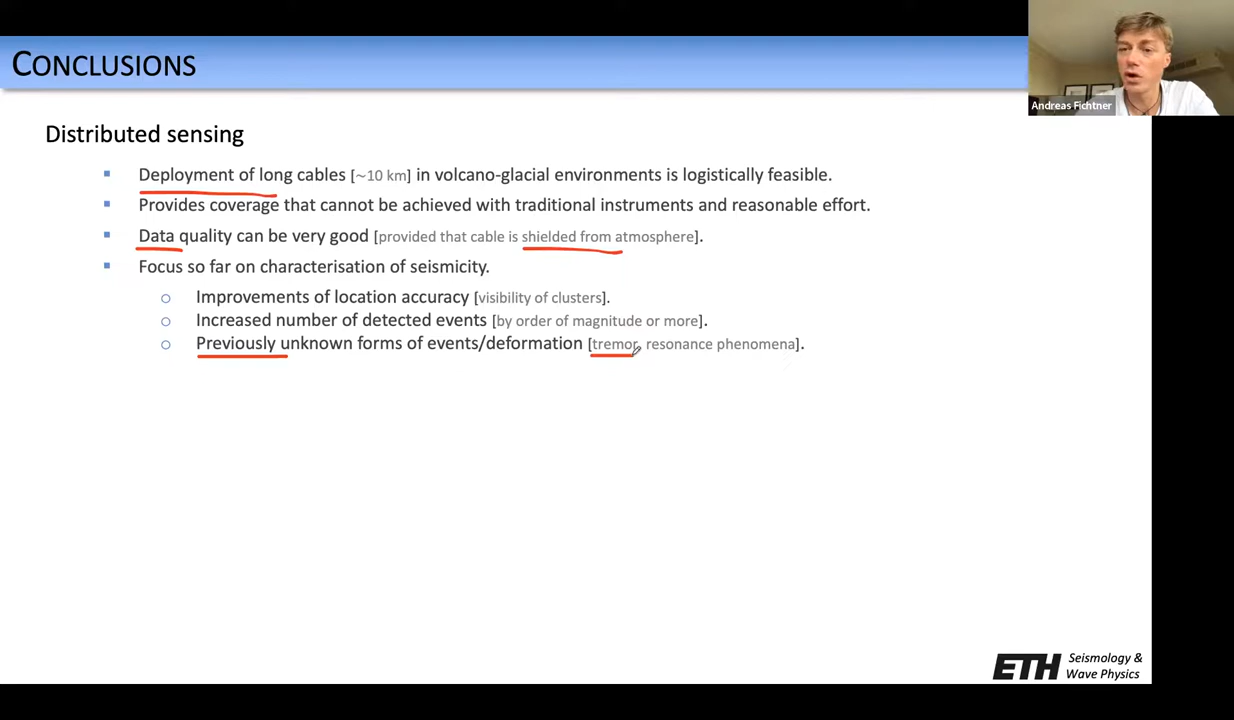 CONCLUSIONS
Andreas Fichtner
Distributed sensing
Deployment of long cables [~10 km] in volcano-glacial environments is logistically feasible.
Provides coverage that cannot be achieved with traditional instruments and reasonable effort.
Data quality can be very good [provided that cable is shielded from atmosphere].
Focus so far on characterisation of seismicity.
Improvements of location accuracy [visibility of clusters].
Increased number of detected events [by order of magnitude or more].
Previously unknown forms of events/deformation [tremor, resonance phenomena].
ETH Seismology &
Wave Physics